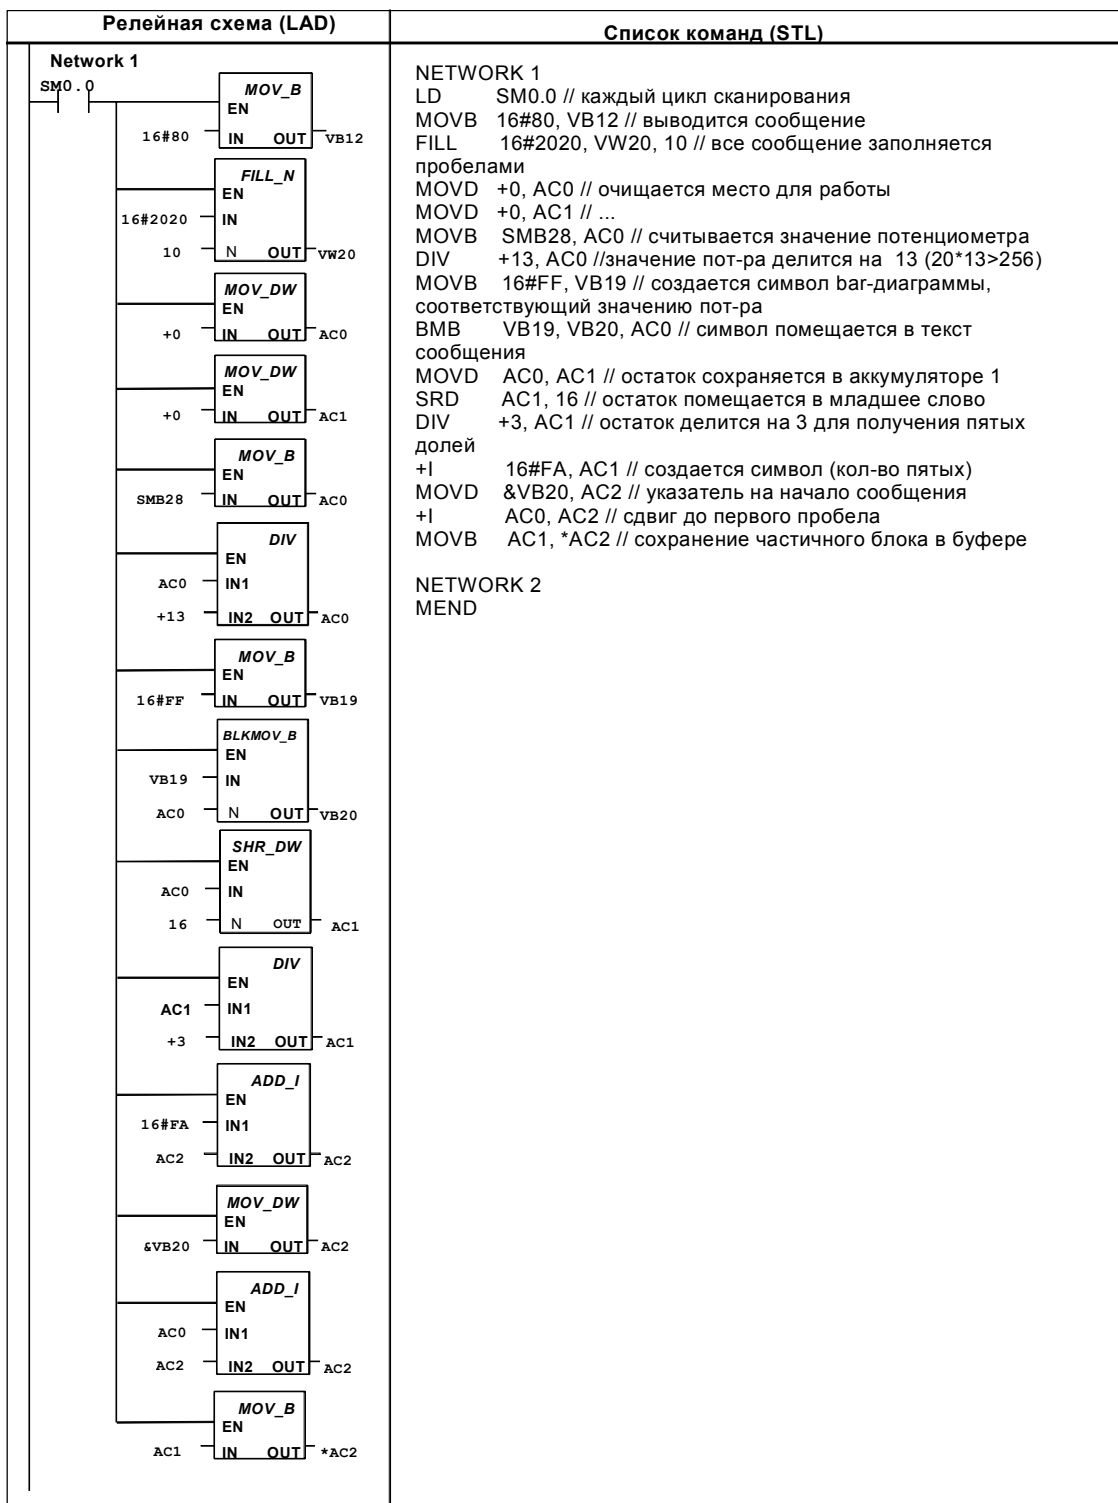 Релейная схема (LAD)
Список команд (STL)
Network 1
SM0.0
MOV_B
EN
16#80 IN OUT VB12
FILL_N
EN
16#2020 IN
10 N OUT VW20
MOV_DW
EN
+0 IN OUT AC0
MOV_DW
EN
+0 IN OUT AC1
MOV_B
EN
SMB28 IN OUT AC0
DIV
EN
AC0 IN1
+13 IN2 OUT AC0
MOV_B
EN
16#FF IN OUT VB19
BLKMOV_B
EN
VB19 IN
AC0 N OUT VB20
SHR_DW
EN
AC0 IN
16 N OUT AC1
DIV
EN
AC1 IN1
+3 IN2 OUT AC1
ADD_I
EN
16#FA IN1
AC2 IN2 OUT AC2
MOV_DW
EN
&VB20 IN OUT AC2
ADD_I
EN
AC0 IN1
AC2 IN2 OUT AC2
MOV_B
EN
AC1 IN OUT *AC2
NETWORK 1
LD SM0.0 // каждый цикл сканирования
MOVB 16#80, VB12 // выводится сообщение
FILL 16#2020, VW20, 10 // все сообщение заполняется
пробелами
MOVD +0, AC0 // очищается место для работы
MOVD +0, AC1 // ...
MOVB SMB28, AC0 // считывается значение потенциометра
DIV +13, AC0 //значение пот-ра делится на 13 (20*13>256)
MOVB 16#FF, VB19 // создается символ bar-диаграммы,
соответствующий значению пот-ра
BMB VB19, VB20, AC0 // символ помещается в текст
сообщения
MOVD AC0, AC1 // остаток сохраняется в аккумуляторе 1
SRD AC1, 16 // остаток помещается в младшее слово
DIV +3, AC1 // остаток делится на 3 для получения пятых
долей
+I 16#FA, AC1 // создается символ (кол-во пятых)
MOVD &VB20, AC2 // указатель на начало сообщения
+I AC0, AC2 // сдвиг до первого пробела
MOVB AC1, *AC2 // сохранение частичного блока в буфере
NETWORK 2
MEND